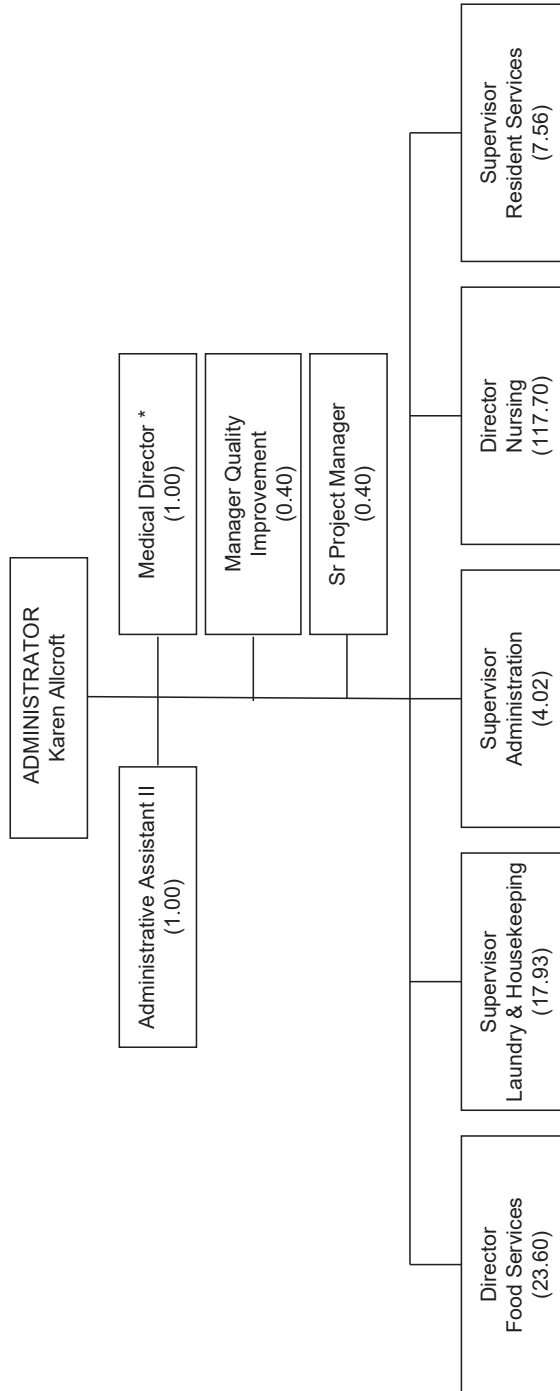 ADMINISTRATOR
Karen Allcroft
Administrative Assistant II
(1.00)
Medical Director *
(1.00)
Manager Quality
Improvement
(0.40)
Sr Project Manager
(0.40)
Director
Food Services
(23.60)
Supervisor
Laundry & Housekeeping
(17.93)
Supervisor
Administration
(4.02)
Director
Nursing
(117.70)
Supervisor
Resident Services
(7.56)